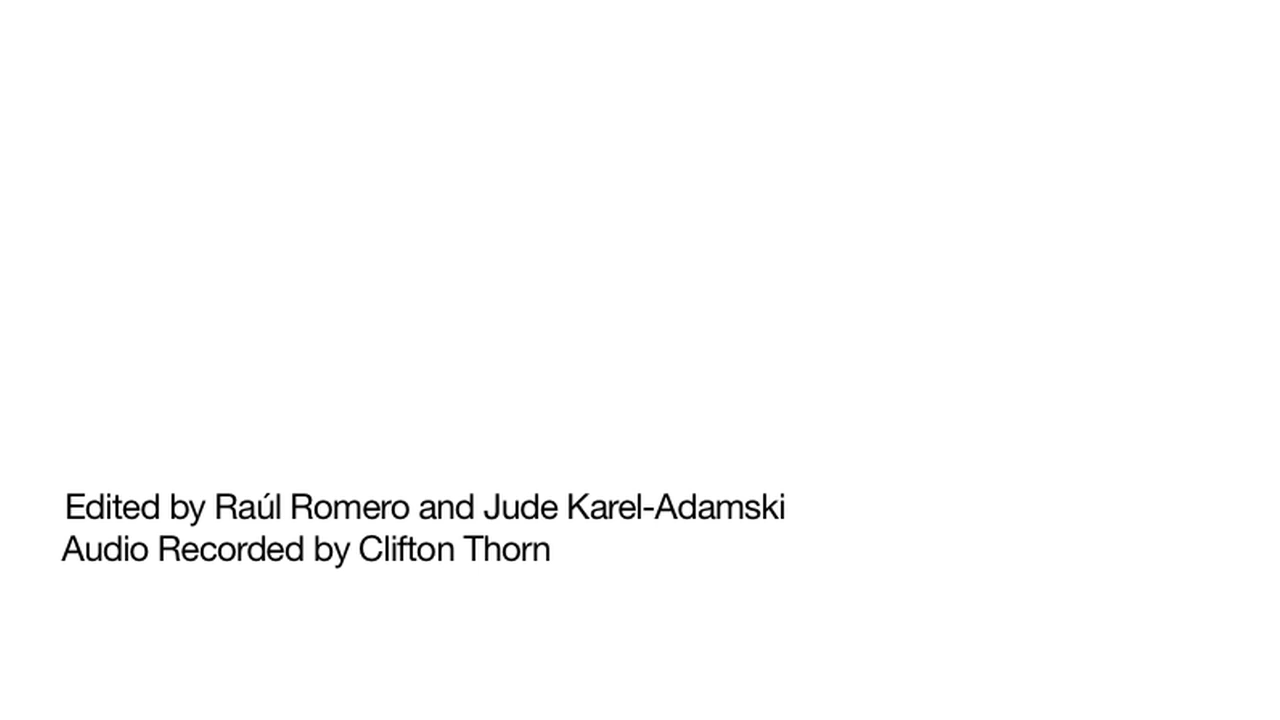 Edited by Raúl Romero and Jude Karel-Adamski
Audio Recorded by Clifton Thorn